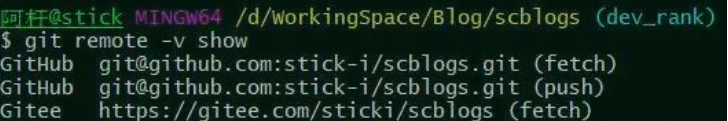 阿杆@stick MINGW64 /d/WorkingSpace/Blog/scblogs (dev_rank)
$ git remote -v show
GitHub  git@github.com:stick-i/scblogs.git (fetch)
GitHub  git@github.com:stick-i/scblogs.git (push)
Gitee   https://gitee.com/sticki/scblogs (fetch)